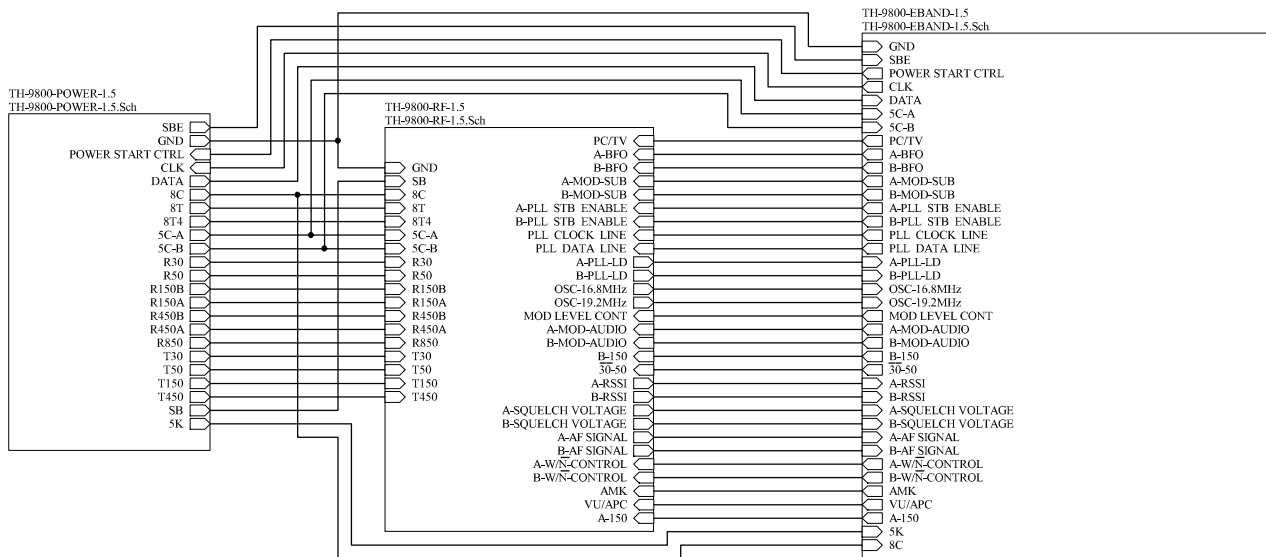 TH-9800-POWER-1.5
TH-9800-POWER-1.5.Sch
SBE
GND
POWER START CTRL
CLK
DATA
8C
8T
8T4
5C-A
5C-B
R30
R50
R150B
R150A
R450B
R450A
R850
T30
T50
T150
T450
SB
5K
TH-9800-RF-1.5
TH-9800-RF-1.5.Sch
GND
SB
8C
8T
8T4
5C-A
5C-B
R30
R50
R150B
R150A
R450B
R450A
R850
T30
T50
T150
T450
PC/TV
A-BFO
B-BFO
A-MOD-SUB
B-MOD-SUB
A-PLL STB ENABLE
B-PLL STB ENABLE
PLL CLOCK LINE
PLL DATA LINE
A-PLL-LD
B-PLL-LD
OSC-16.8MHz
OSC-19.2MHz
MOD LEVEL CONT
A-MOD-AUDIO
B-MOD-AUDIO
B-150
30-50
A-RSSI
B-RSSI
A-SQUELCH VOLTAGE
B-SQUELCH VOLTAGE
A-AF SIGNAL
B-AF SIGNAL
A-W/N-CONTROL
B-W/N-CONTROL
AMK
VU/APC
A-150
TH-9800-EBAND-1.5
TH-9800-EBAND-1.5.Sch
GND
SBE
POWER START CTRL
CLK
DATA
5C-A
5C-B
PC/TV
A-BFO
B-BFO
A-MOD-SUB
B-MOD-SUB
A-PLL STB ENABLE
B-PLL STB ENABLE
PLL CLOCK LINE
PLL DATA LINE
A-PLL-LD
B-PLL-LD
OSC-16.8MHz
OSC-19.2MHz
MOD LEVEL CONT
A-MOD-AUDIO
B-MOD-AUDIO
B-150
30-50
A-RSSI
B-RSSI
A-SQUELCH VOLTAGE
B-SQUELCH VOLTAGE
A-AF SIGNAL
B-AF SIGNAL
A-W/N-CONTROL
B-W/N-CONTROL
AMK
VU/APC
A-150
5K
8C